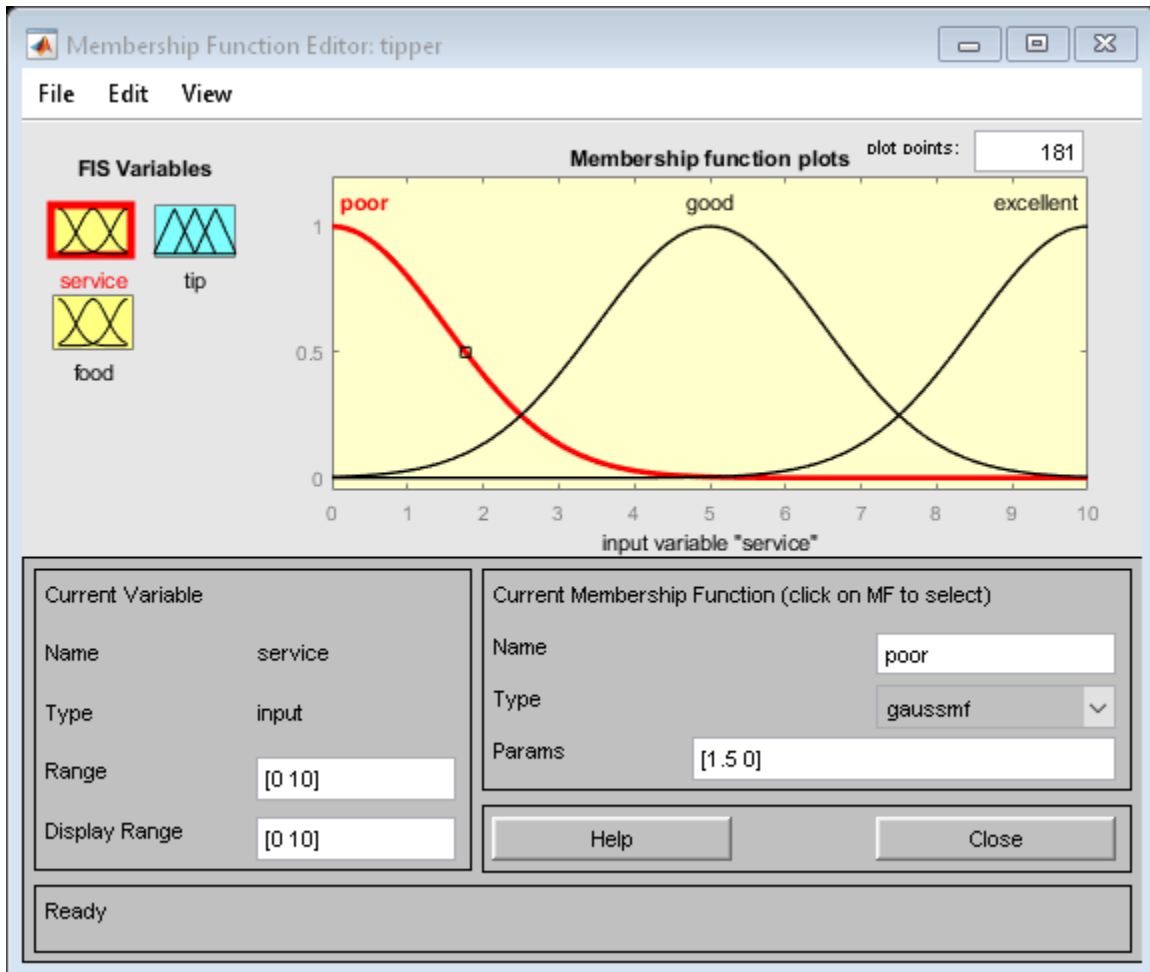 Membership Function Editor: tipper
File Edit View
FIS Variables
service
tip
food
Membership function plots
plot points:
181
poor
good
excellent
1
0.5
0
0 1 2 3 4 5 6 7 8 9 10
input variable "service"
Current Variable
Name service
Type input
Range [0 10]
Display Range [0 10]
Current Membership Function (click on MF to select)
Name poor
Type gaussmf
Params [1.5 0]
Help Close
Ready